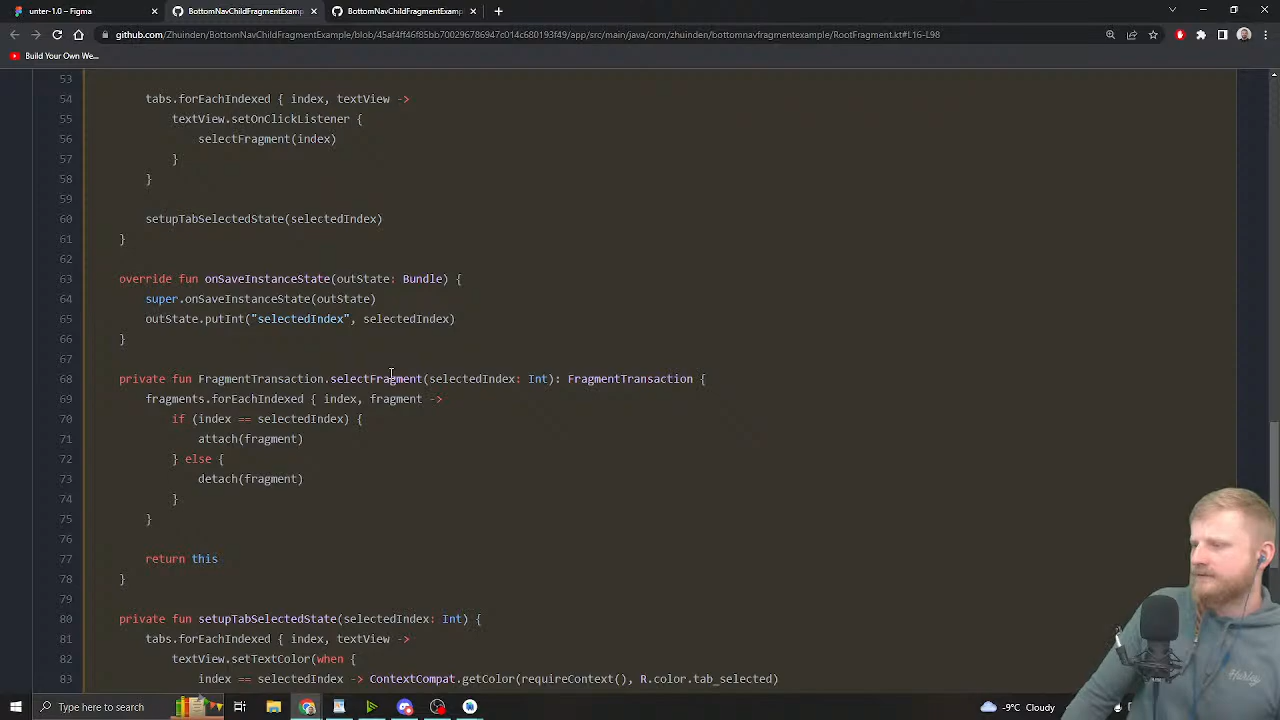 unter-1.0 – Figma
BottomNavChildFragmentExamp
BottomNavChildFragmentExamp
github.com/Zhuinden/BottomNavChildFragmentExample/blob/45af4ff46f85bb700296786947c014c680193f49/app/src/main/java/com/zhuinden/bottomnavfragmentexample/RootFragment.kt#L16-L98
Build Your Own We...
53
54 tabs.forEachIndexed { index, textView ->
55 textView.setOnClickListener {
56 selectFragment(index)
57 }
58 }
59
60 setupTabSelectedState(selectedIndex)
61 }
62
63 override fun onSaveInstanceState(outState: Bundle) {
64 super.onSaveInstanceState(outState)
65 outState.putInt("selectedIndex", selectedIndex)
66 }
67
68 private fun FragmentTransaction.selectFragment(selectedIndex: Int): FragmentTransaction {
69 fragments.forEachIndexed { index, fragment ->
70 if (index == selectedIndex) {
71 attach(fragment)
72 } else {
73 detach(fragment)
74 }
75 }
76
77 return this
78 }
79
80 private fun setupTabSelectedState(selectedIndex: Int) {
81 tabs.forEachIndexed { index, textView ->
82 textView.setTextColor(when {
83 index == selectedIndex -> ContextCompat.getColor(requireContext(), R.color.tab_selected)
Hurley
Type here to search
-9°C Cloudy